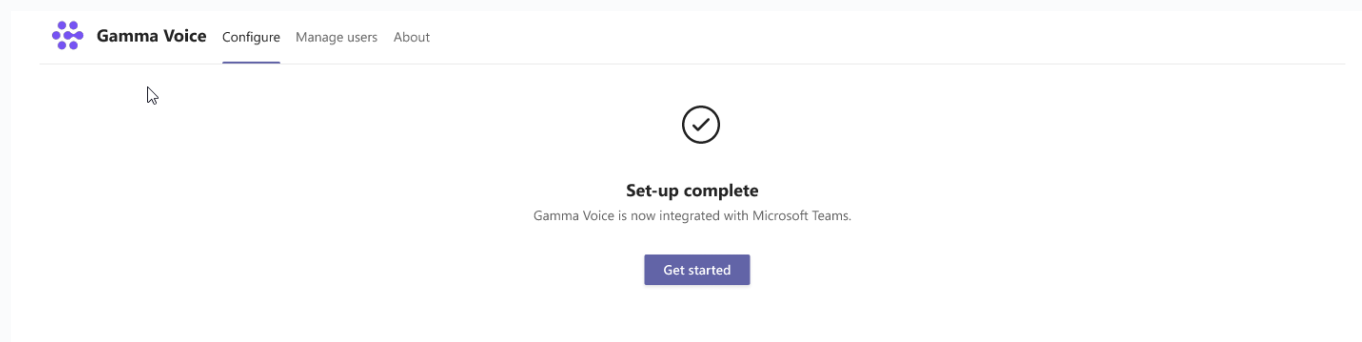 Gamma Voice Configure Manage users About
Set-up complete
Gamma Voice is now integrated with Microsoft Teams.
Get started